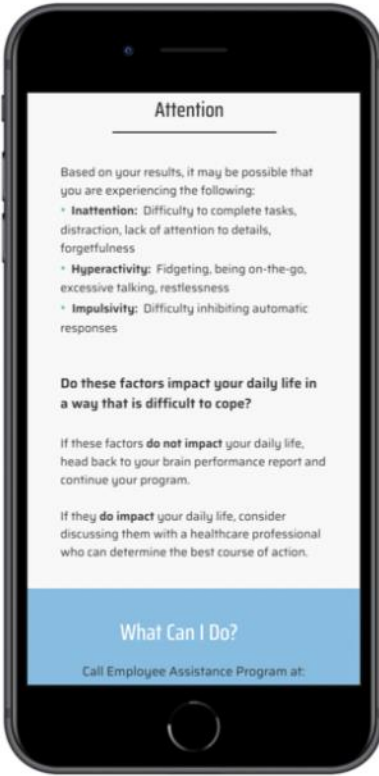 Attention
Based on your results, it may be possible that
you are experiencing the following:
• Inattention: Difficulty to complete tasks,
distraction, lack of attention to details,
forgetfulness
• Hyperactivity: Fidgeting, being on-the-go,
excessive talking, restlessness
• Impulsivity: Difficulty inhibiting automatic
responses
Do these factors impact your daily life in
a way that is difficult to cope?
If these factors do not impact your daily life,
head back to your brain performance report and
continue your program.
If they do impact your daily life, consider
discussing them with a healthcare professional
who can determine the best course of action.
What Can I Do?
Call Employee Assistance Program at: